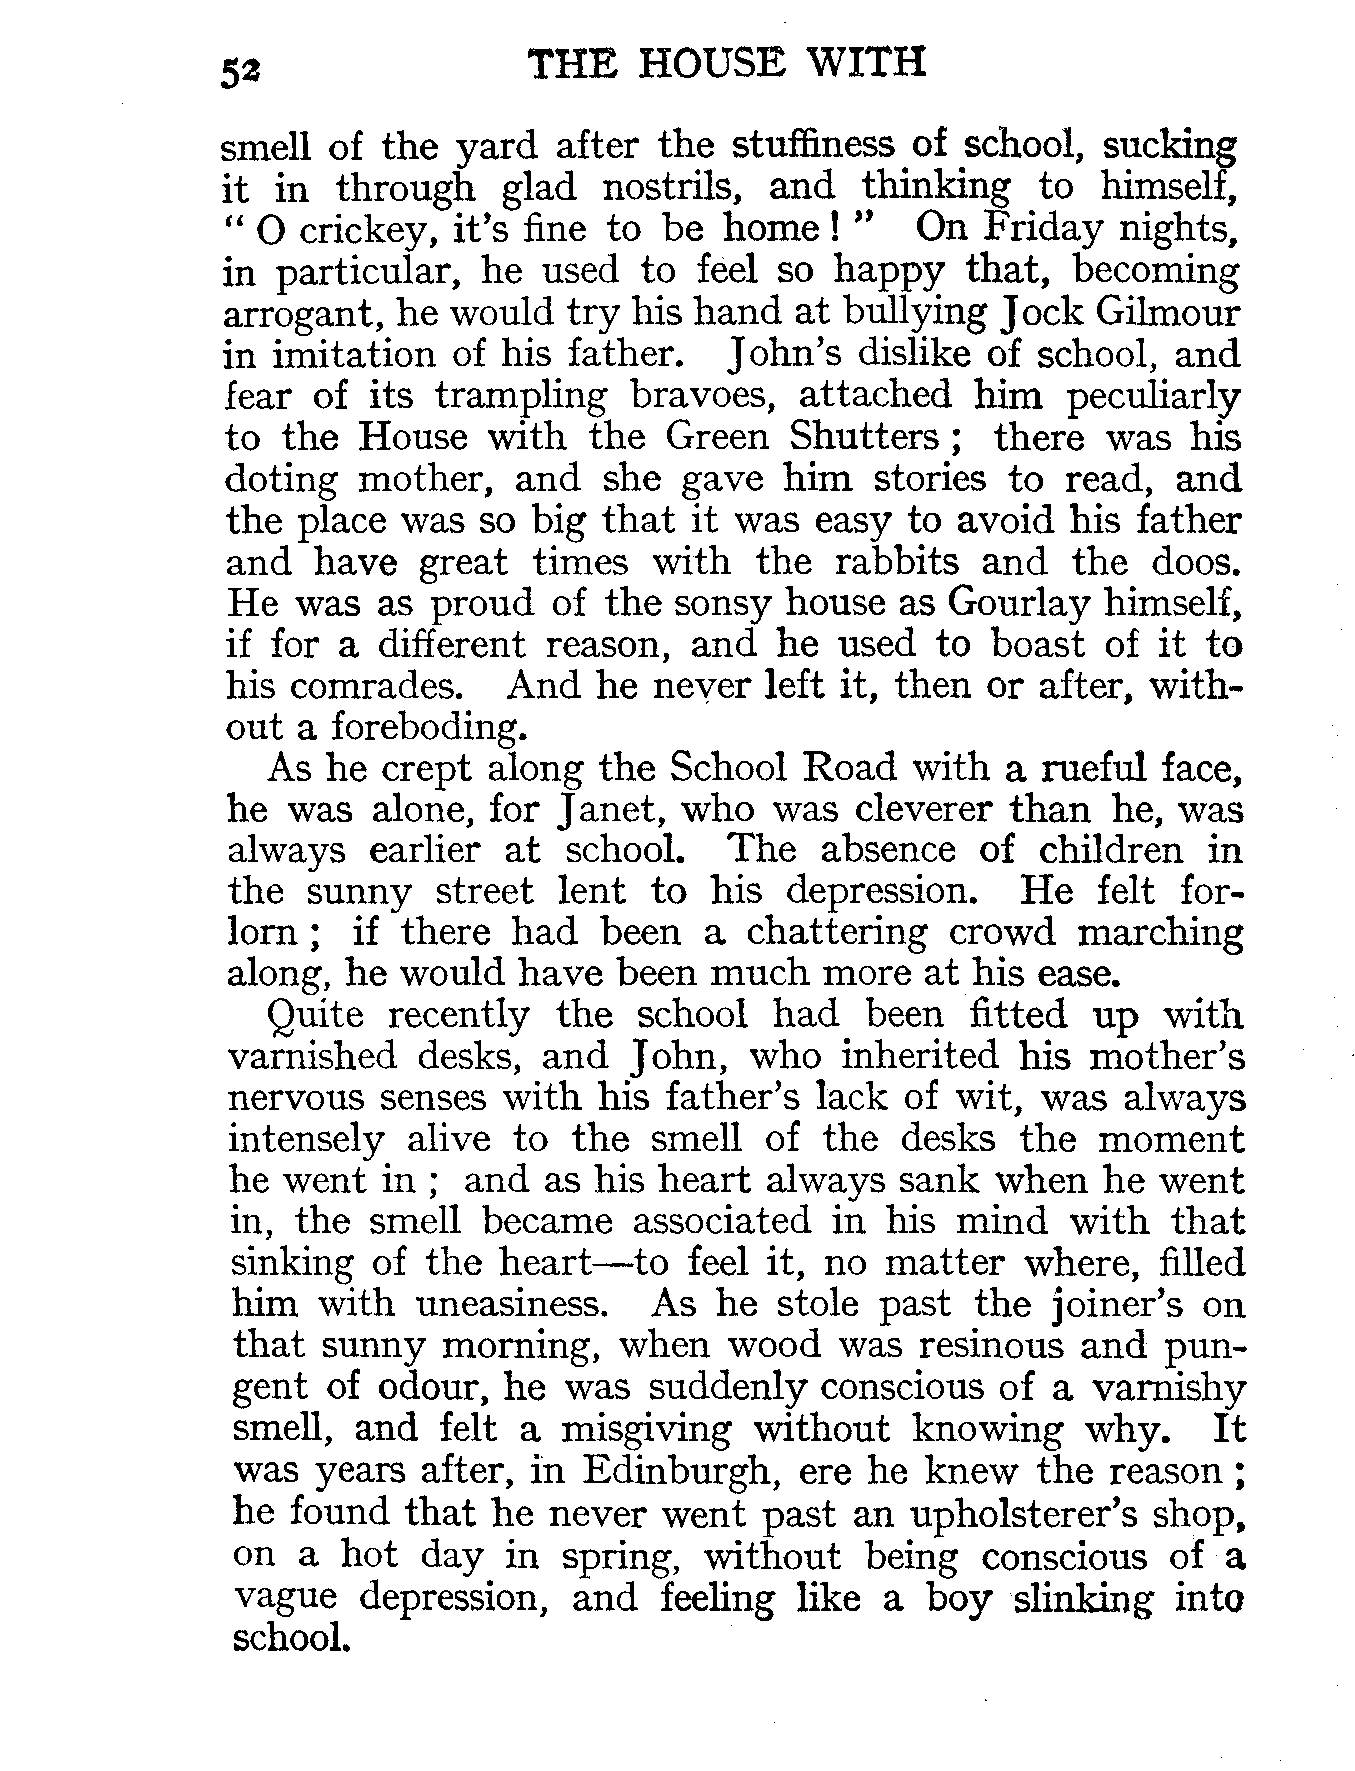 52 THE HOUSE WITH
smell of the yard after the stuffiness of school, sucking
it in through glad nostrils, and thinking to himself,
“ O crickey, it’s fine to be home ! ” On Friday nights,
in particular, he used to feel so happy that, becoming
arrogant, he would try his hand at bullying Jock Gilmour
in imitation of his father. John’s dislike of school, and
fear of its trampling bravoes, attached him peculiarly
to the House with the Green Shutters ; there was his
doting mother, and she gave him stories to read, and
the place was so big that it was easy to avoid his father
and have great times with the rabbits and the doos.
He was as proud of the sonsy house as Gourlay himself,
if for a different reason, and he used to boast of it to
his comrades. And he never left it, then or after, with-
out a foreboding.
As he crept along the School Road with a rueful face,
he was alone, for Janet, who was cleverer than he, was
always earlier at school. The absence of children in
the sunny street lent to his depression. He felt for-
lorn ; if there had been a chattering crowd marching
along, he would have been much more at his ease.
Quite recently the school had been fitted up with
varnished desks, and John, who inherited his mother’s
nervous senses with his father’s lack of wit, was always
intensely alive to the smell of the desks the moment
he went in ; and as his heart always sank when he went
in, the smell became associated in his mind with that
sinking of the heart—to feel it, no matter where, filled
him with uneasiness. As he stole past the joiner’s on
that sunny morning, when wood was resinous and pun-
gent of odour, he was suddenly conscious of a varnishy
smell, and felt a misgiving without knowing why. It
was years after, in Edinburgh, ere he knew the reason ;
he found that he never went past an upholsterer’s shop,
on a hot day in spring, without being conscious of a
vague depression, and feeling like a boy slinking into
school.